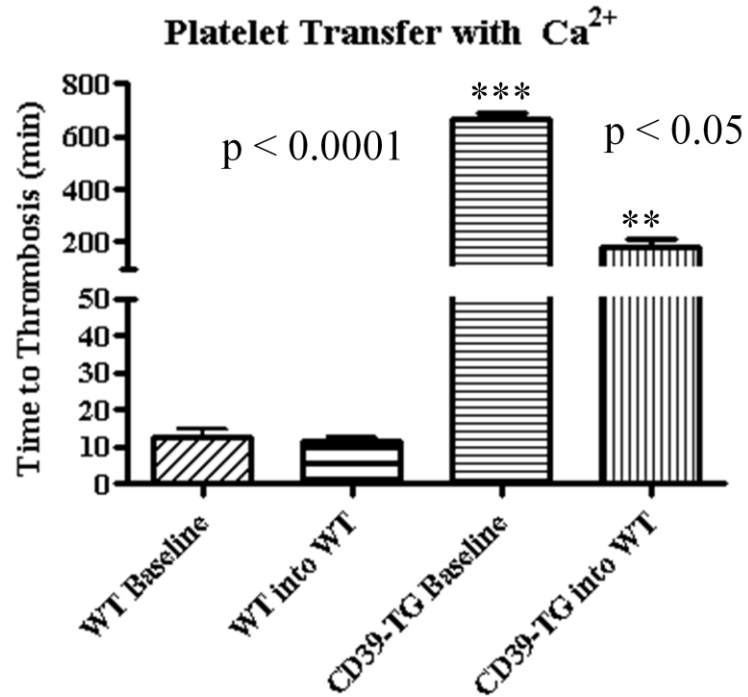 Platelet Transfer with Ca2+
Time to Thrombosis (min)
800
600
400
200
50
40
30
20
10
0
p < 0.0001
***
p < 0.05
**
WT Baseline
WT into WT
CD39-TG Baseline
CD39-TG into WT